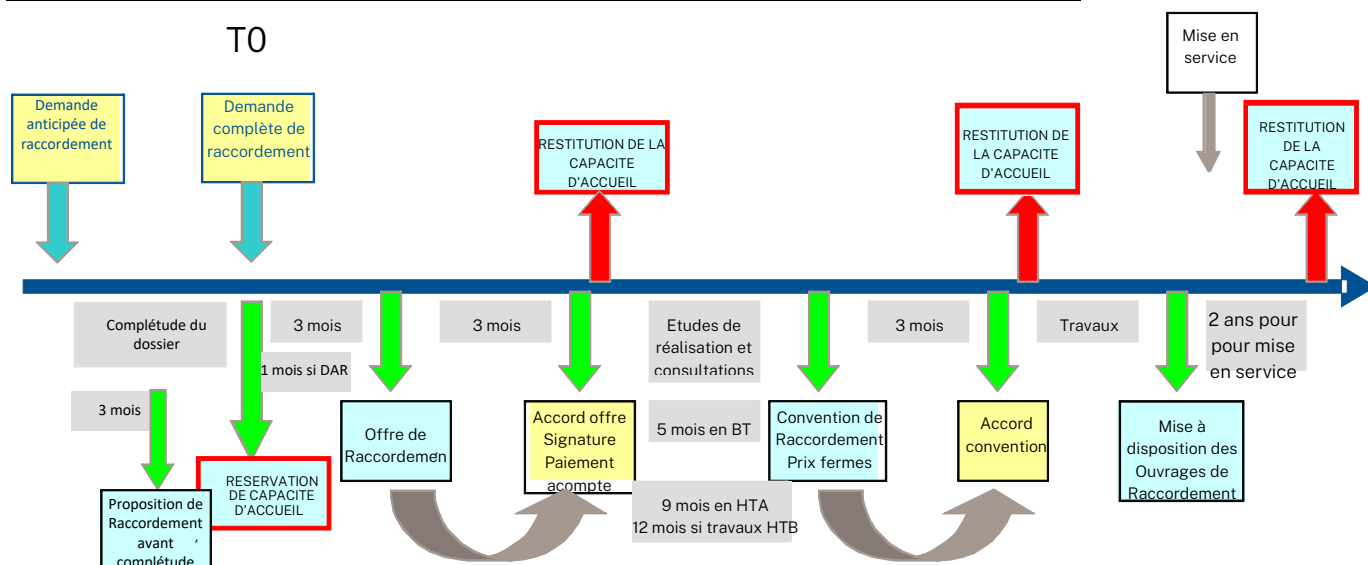 T0
Mise en
service
Demande
anticipée de
raccordement
Demande
complète de
raccordement
RESTITUTION DE LA
CAPACITE
D'ACCUEIL
RESTITUTION DE
LA CAPACITE
D'ACCUEIL
RESTITUTION
DE LA
CAPACITE
D'ACCUEIL
Complétude du
dossier
3 mois
1 mois si DAR
3 mois
Etudes de
réalisation et
consultations
3 mois
Travaux
2 ans pour
pour mise
en service
3 mois
Offre de
Raccordemen
Accord offre
Signature
Paiement
acompte
5 mois en BT
Convention de
Raccordement
Prix fermes
Accord
convention
Mise à
disposition des
Ouvrages de
Raccordement
RESERVATION
DE CAPACITE
D'ACCUEIL
Proposition de
Raccordement
avant
complétude
9 mois en HTA
12 mois si travaux HTB